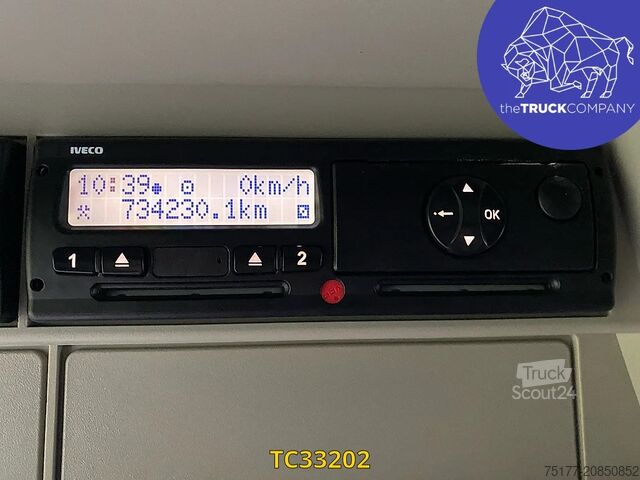 theTRUCKCOMPANY
IVECO
10:39 0km/h
734230.1km
1 2
OK
Truck
Scout24
TC33202
75177-20850852